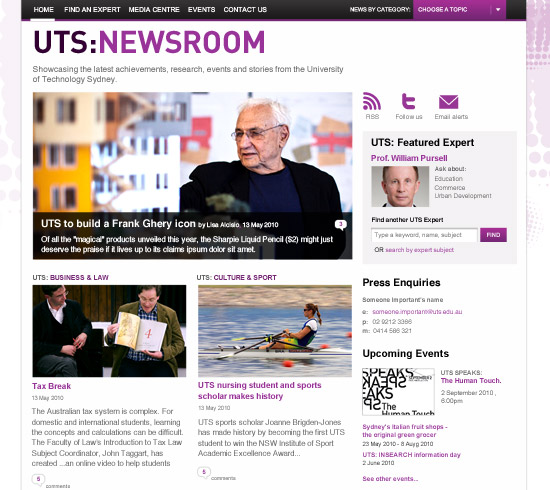 HOME FIND AN EXPERT MEDIA CENTRE EVENTS CONTACT US NEWS BY CATEGORY: CHOOSE A TOPIC
UTS:NEWSROOM
Showcasing the latest achievements, research, events and stories from the University
of Technology Sydney.
RSS Follow us Email alerts
UTS to build a Frank Ghery icon by Lisa Aloisio, 13 May 2010
3
Of all the "magical" products unveiled this year, the Sharpie Liquid Pencil ($2) might just
deserve the praise if it lives up to its claims ipsum dolor sit amet.
UTS: Featured Expert
Prof. William Pursell
Ask about:
Education
Commerce
Urban Development
Find another UTS Expert
Type a keyword, name, subject FIND
OR search by expert subject
UTS: BUSINESS & LAW
4
Tax Break
13 May 2010
The Australian tax system is complex. For
domestic and international students, learning
the concepts and calculations can be difficult.
The Faculty of Law's Introduction to Tax Law
Subject Coordinator, John Taggart, has
created ...an online video to help students
5 comments
UTS: CULTURE & SPORT
UTS nursing student and sports
scholar makes history
13 May 2010
UTS sports scholar Joanne Brigden-Jones
has made history by becoming the first UTS
student to win the NSW Institute of Sport
Academic Excellence Award...
5 comments
Press Enquiries
Someone Important's name
e: someone.important@uts.edu.au
p: 02 9212 3366
m: 0414 566 321
Upcoming Events
UTS SPEAKS:
The Human Touch.
2 September 2010 ,
6:00pm
The Human
Touch
Sydney's Italian fruit shops -
the original green grocer
23 May 2010 - 8 Augy 2010
UTS: INSEARCH information day
2 June 2010
See other events...